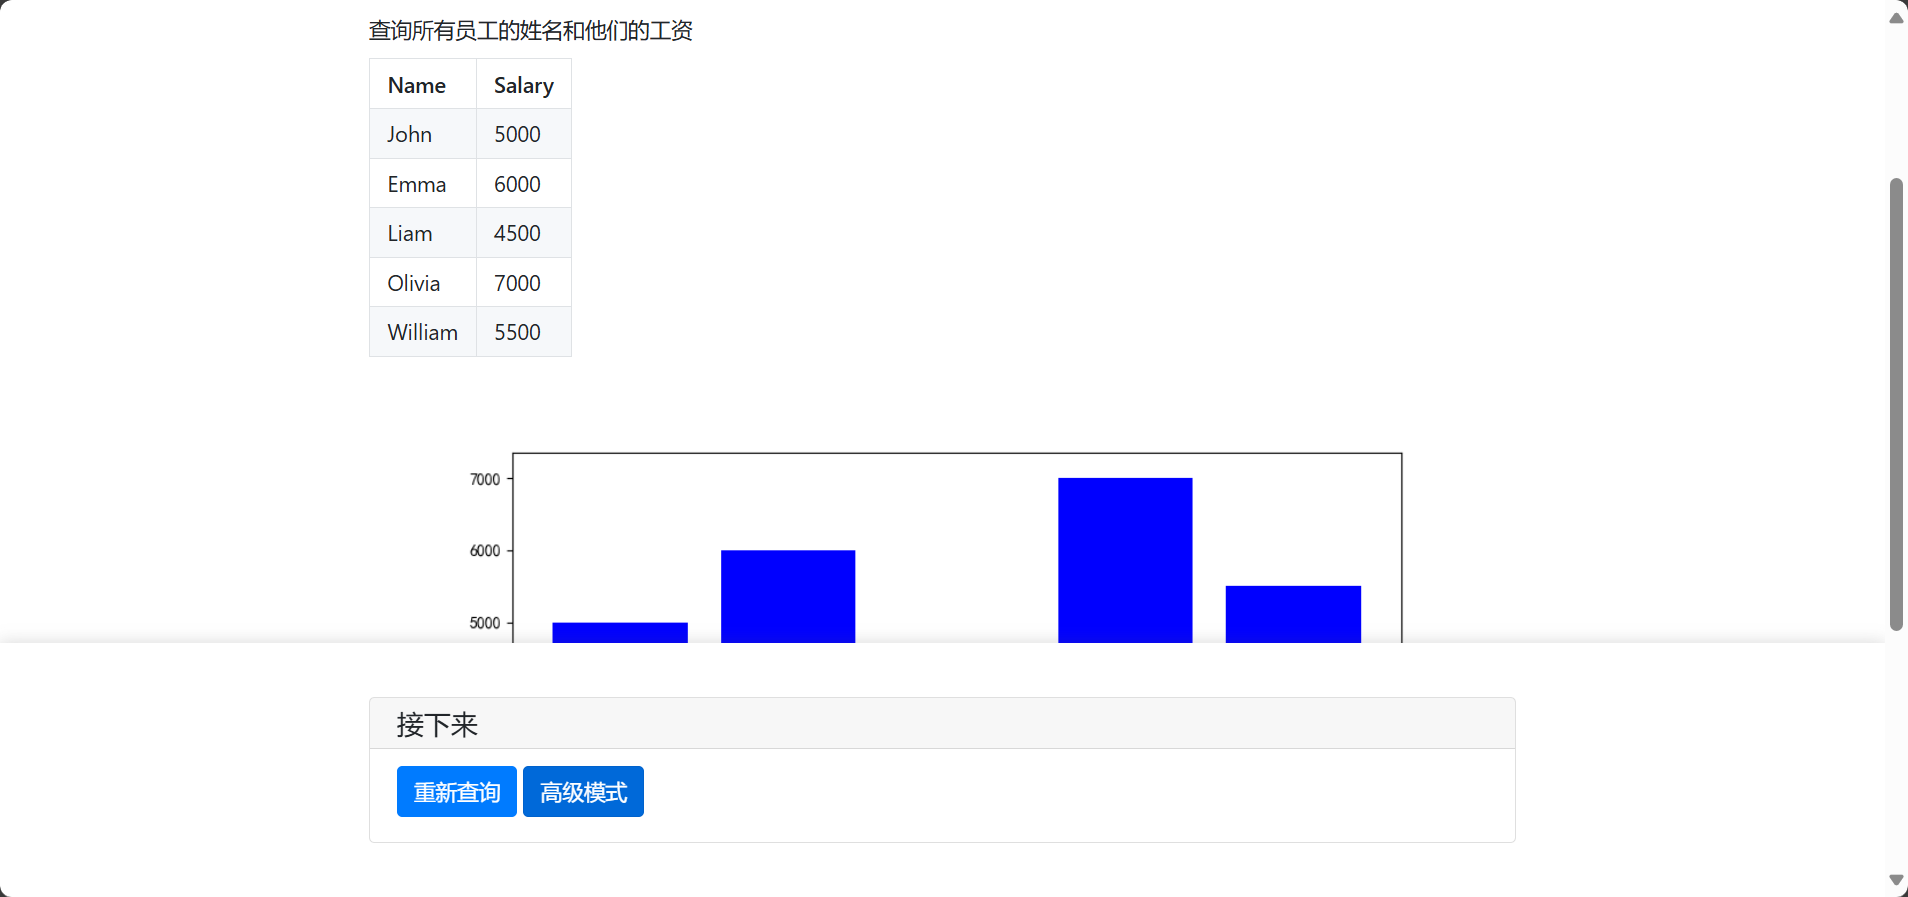 查询所有员工的姓名和他们的工资
Name Salary
John 5000
Emma 6000
Liam 4500
Olivia 7000
William 5500
7000
6000
5000
接下来
重新查询 高级模式